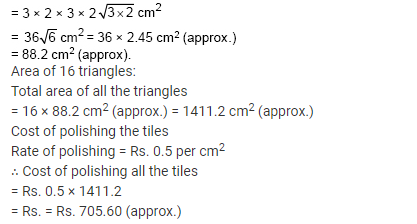 = 3 × 2 × 3 × 2√3×2 cm²
= 36√6 cm² = 36 × 2.45 cm² (approx.)
= 88.2 cm² (approx).
Area of 16 triangles:
Total area of all the triangles
= 16 × 88.2 cm² (approx.) = 1411.2 cm² (approx.)
Cost of polishing the tiles
Rate of polishing = Rs. 0.5 per cm²
∴ Cost of polishing all the tiles
= Rs. 0.5 × 1411.2
= Rs. = Rs. 705.60 (approx.)